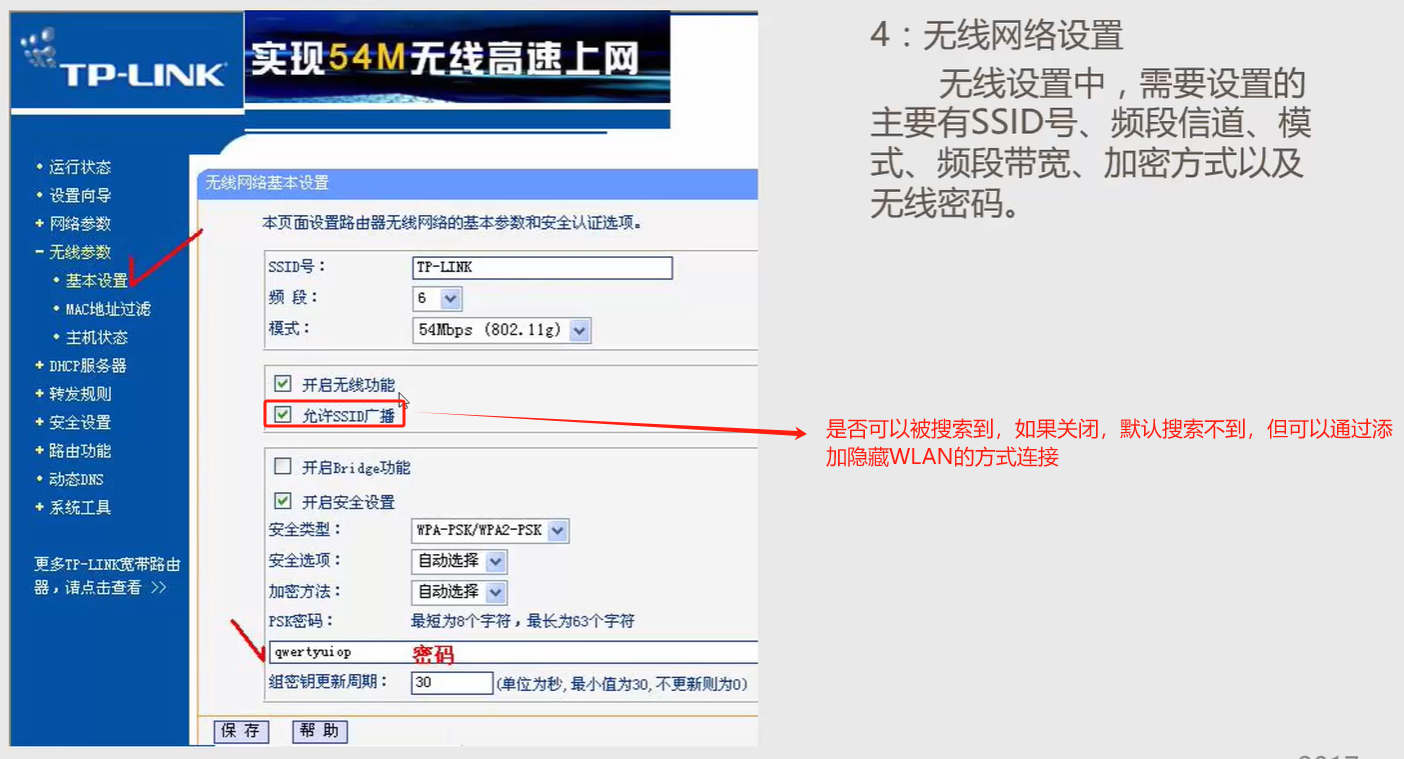 TP-LINK
实现54M无线高速上网
运行状态
设置向导
网络参数
无线参数
基本设置
MAC地址过滤
主机状态
DHCP服务器
转发规则
安全设置
路由功能
动态DNS
系统工具
更多TP-LINK宽带路由
器，请点击查看 >>
无线网络基本设置
本页面设置路由器无线网络的基本参数和安全认证选项。
SSID号： TP-LINK
频 段： 6
模式： 54Mbps (802.11g)
开启无线功能
允许SSID广播
开启Bridge功能
开启安全设置
安全类型： WPA-PSK/WPA2-PSK
安全选项： 自动选择
加密方法： 自动选择
PSK密码： 最短为8个字符，最长为63个字符
qwertyuiop 密码
组密钥更新周期： 30 (单位为秒,最小值为30,不更新则为0)
保 存 帮 助
4：无线网络设置
无线设置中，需要设置的
主要有SSID号、频段信道、模
式、频段带宽、加密方式以及
无线密码。
是否可以被搜索到，如果关闭，默认搜索不到，但可以通过添
加隐藏WLAN的方式连接